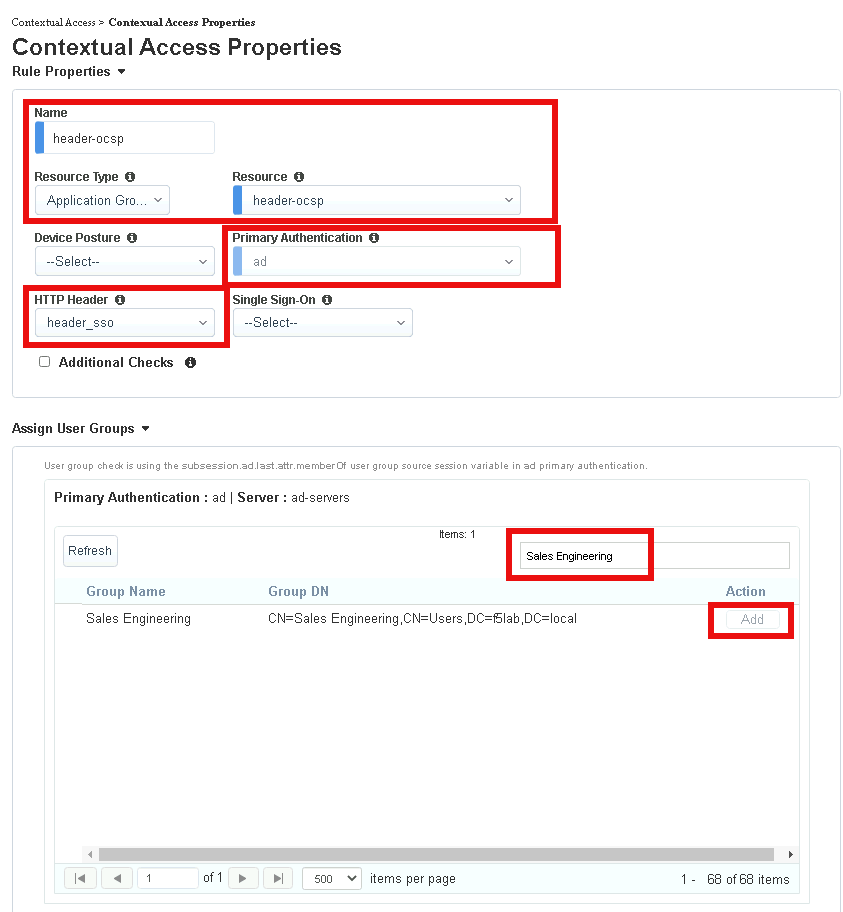 Contextual Access > Contextual Access Properties
Contextual Access Properties
Rule Properties
Name
header-ocsp
Resource Type Resource
Application Gro... header-ocsp
Device Posture Primary Authentication
--Select-- ad
HTTP Header Single Sign-On
header_sso --Select--
Additional Checks
Assign User Groups
User group check is using the subsession.ad.last.attr.memberOf user group source session variable in ad primary authentication.
Primary Authentication : ad | Server : ad-servers
Items: 1
Refresh Sales Engineering
Group Name Group DN Action
Sales Engineering CN=Sales Engineering,CN=Users,DC=f5lab,DC=local Add
1 of 1 500 items per page 1 - 68 of 68 items